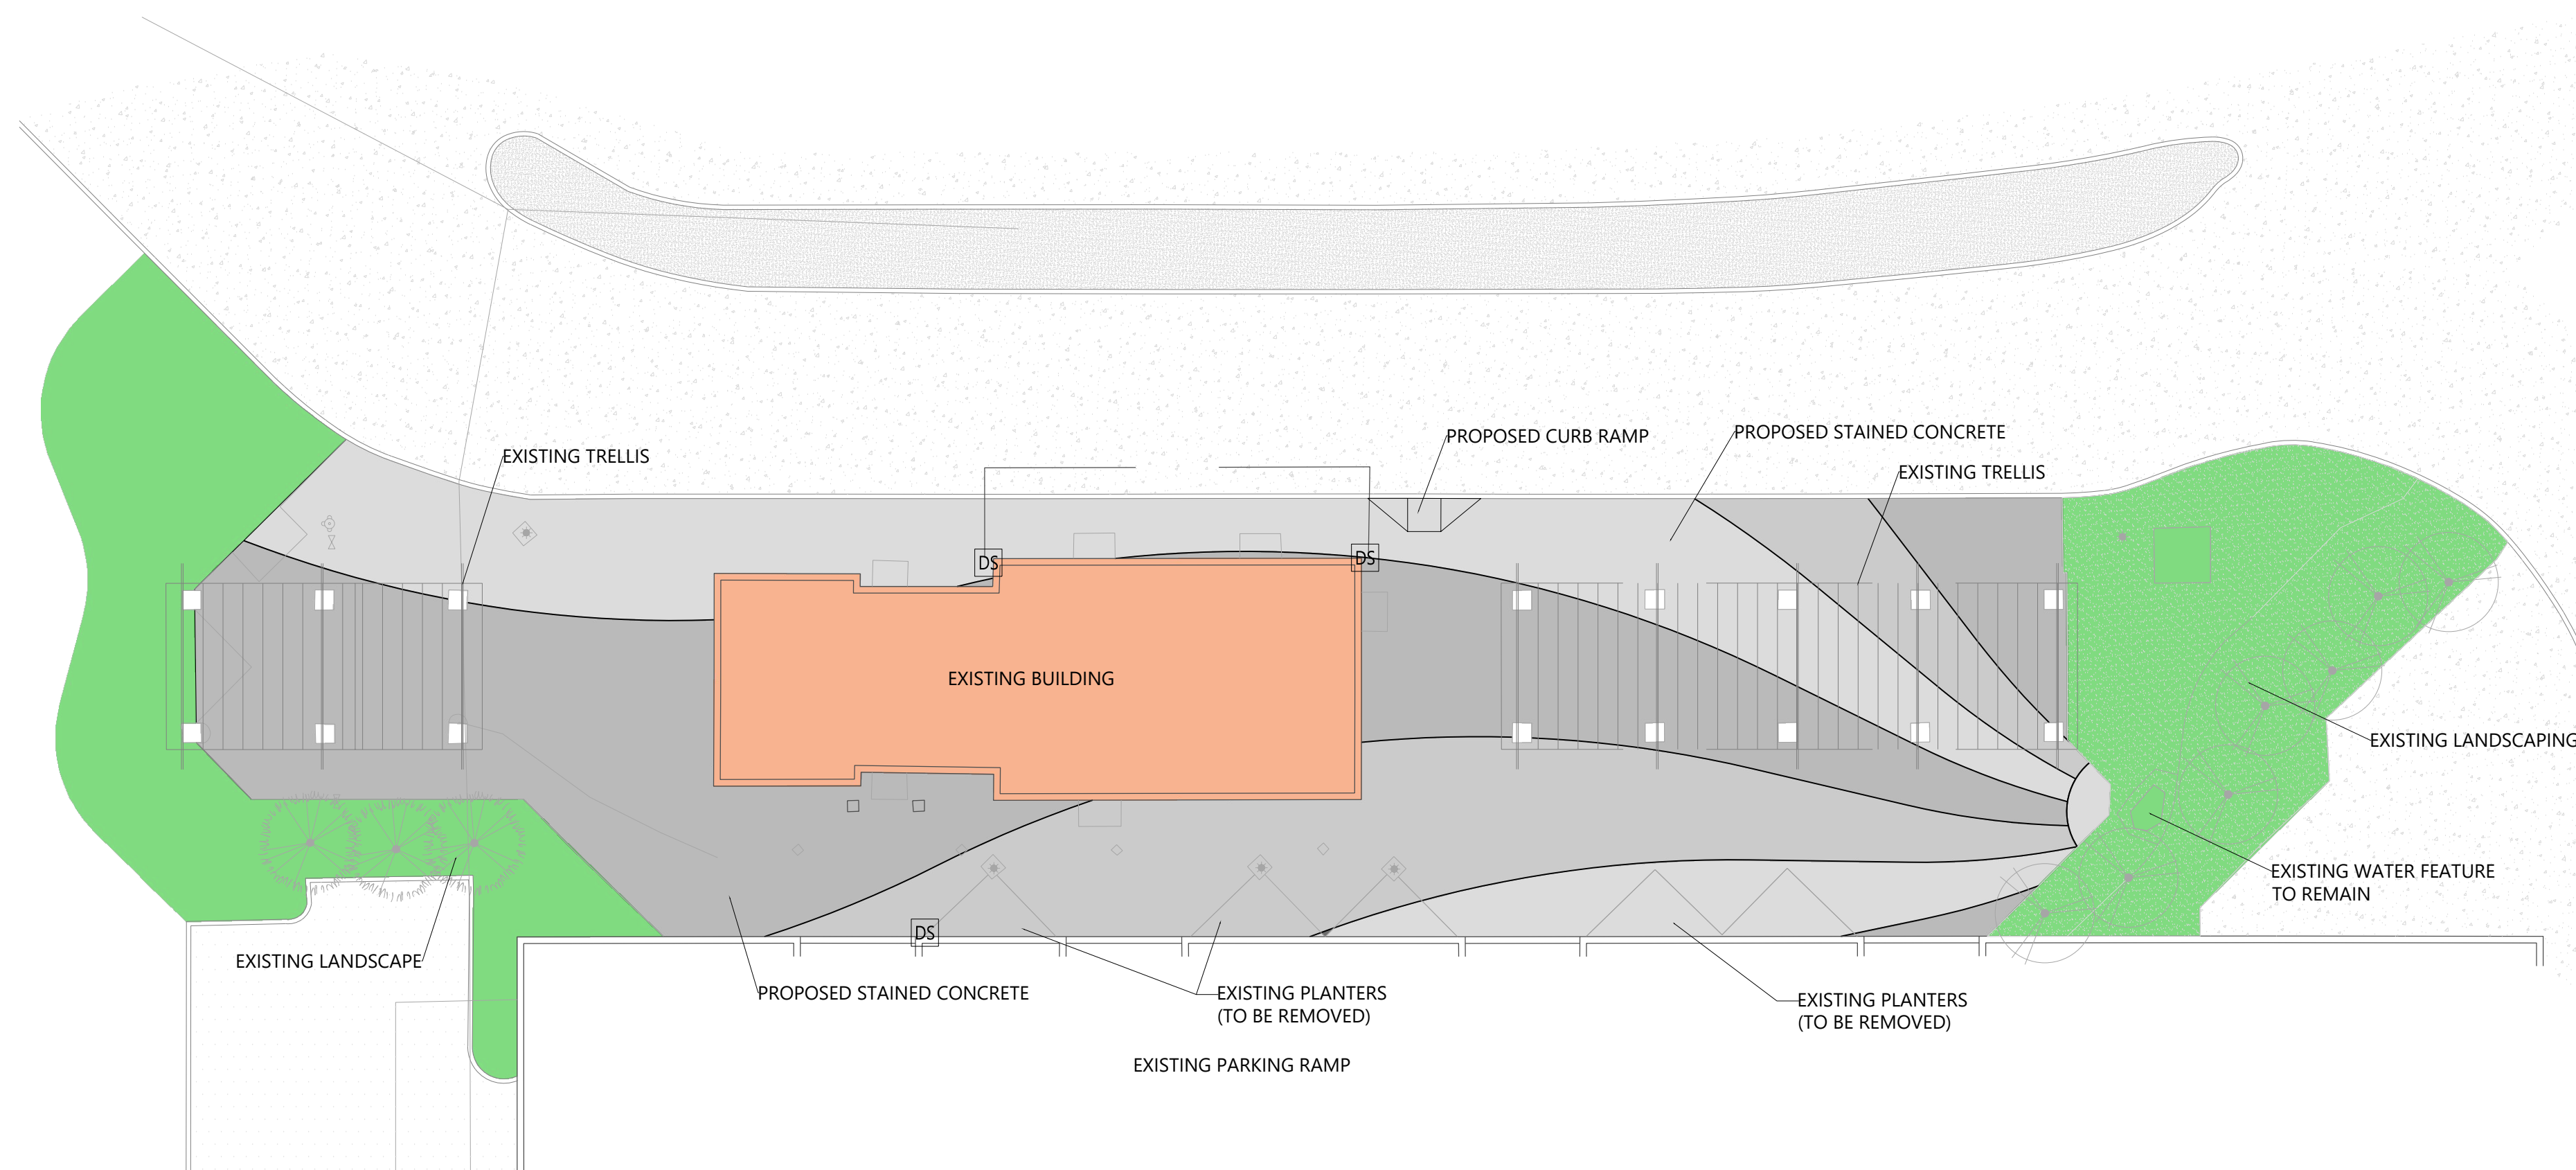 PROPOSED CURB RAMP
PROPOSED STAINED CONCRETE
EXISTING TRELLIS
EXISTING TRELLIS
DS
DS
EXISTING BUILDING
EXISTING LANDSCAPING
EXISTING WATER FEATURE
TO REMAIN
DS
EXISTING LANDSCAPE
PROPOSED STAINED CONCRETE
EXISTING PLANTERS
(TO BE REMOVED)
EXISTING PLANTERS
(TO BE REMOVED)
EXISTING PARKING RAMP